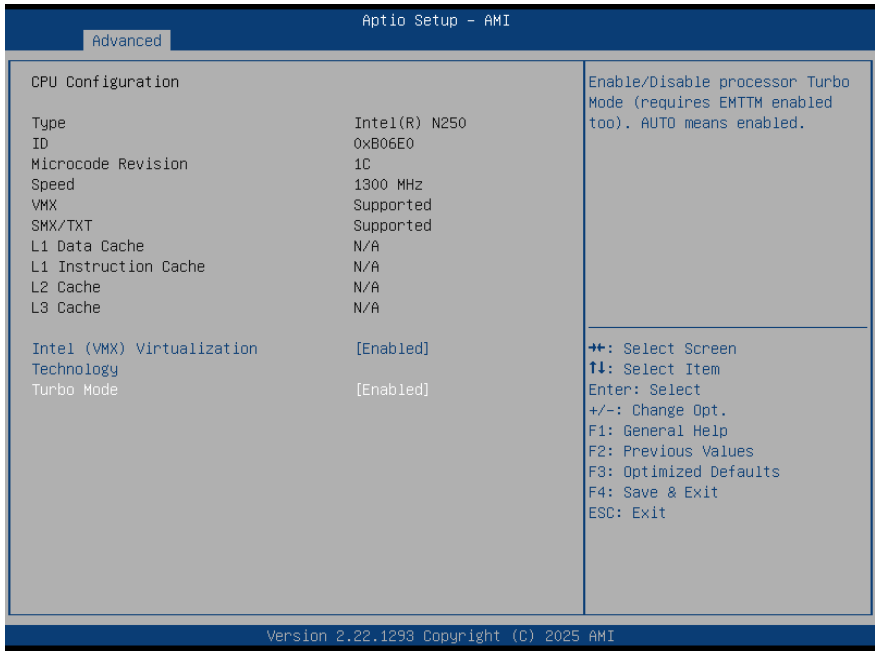 Aptio Setup - AMI
Advanced
CPU Configuration
Type Intel(R) N250
ID 0xB06E0
Microcode Revision 1C
Speed 1300 MHz
VMX Supported
SMX/TXT Supported
L1 Data Cache N/A
L1 Instruction Cache N/A
L2 Cache N/A
L3 Cache N/A
Intel (VMX) Virtualization [Enabled]
Technology
Turbo Mode [Enabled]
Enable/Disable processor Turbo
Mode (requires EMTTM enabled
too). AUTO means enabled.
→←: Select Screen
↑↓: Select Item
Enter: Select
+/-: Change Opt.
F1: General Help
F2: Previous Values
F3: Optimized Defaults
F4: Save & Exit
ESC: Exit
Version 2.22.1293 Copyright (C) 2025 AMI